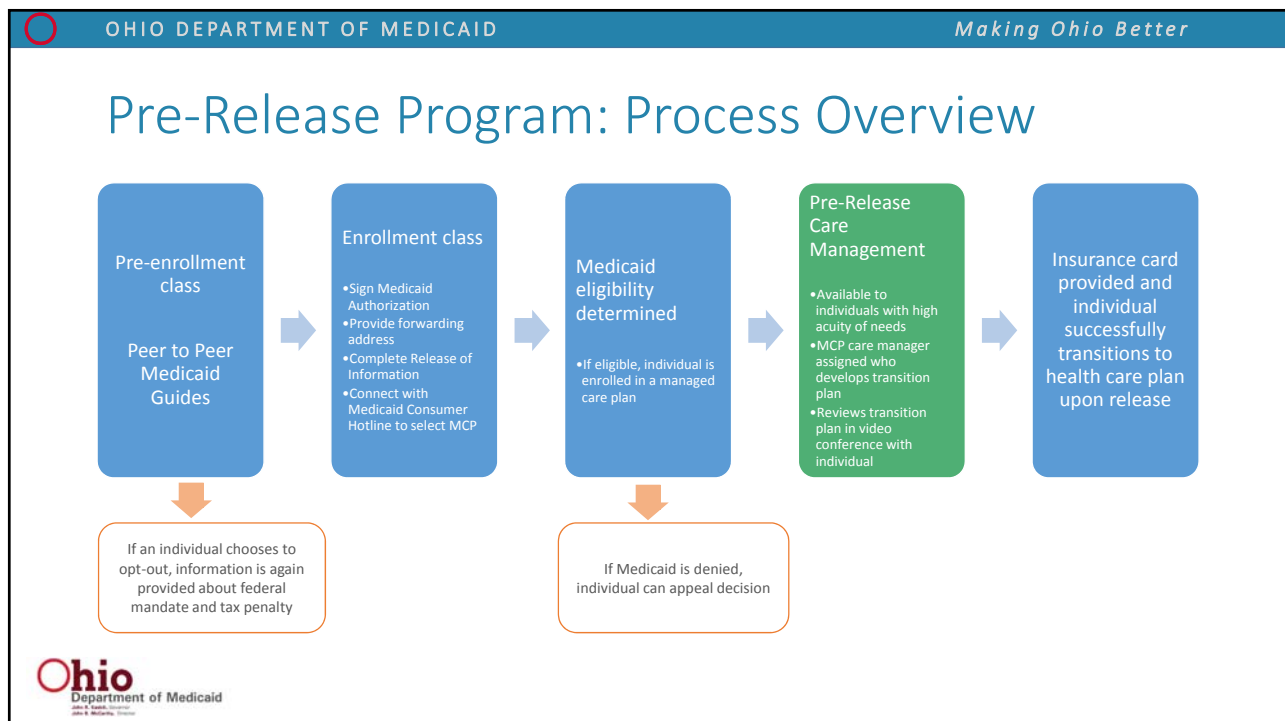 OHIO DEPARTMENT OF MEDICAID
Making Ohio Better
Pre-Release Program: Process Overview
Pre-enrollment
class
Peer to Peer
Medicaid
Guides
Enrollment class
•Sign Medicaid
Authorization
•Provide forwarding
address
•Complete Release of
Information
•Connect with
Medicaid Consumer
Hotline to select MCP
Medicaid
eligibility
determined
•If eligible, individual is
enrolled in a managed
care plan
Pre-Release
Care
Management
•Available to
individuals with high
acuity of needs
•MCP care manager
assigned who
develops transition
plan
•Reviews transition
plan in video
conference with
individual
Insurance card
provided and
individual
successfully
transitions to
health care plan
upon release
If an individual chooses to
opt-out, information is again
provided about federal
mandate and tax penalty
If Medicaid is denied,
individual can appeal decision
Ohio
Department of Medicaid
John R. Kasich, Governor
John B. McCarthy, Director